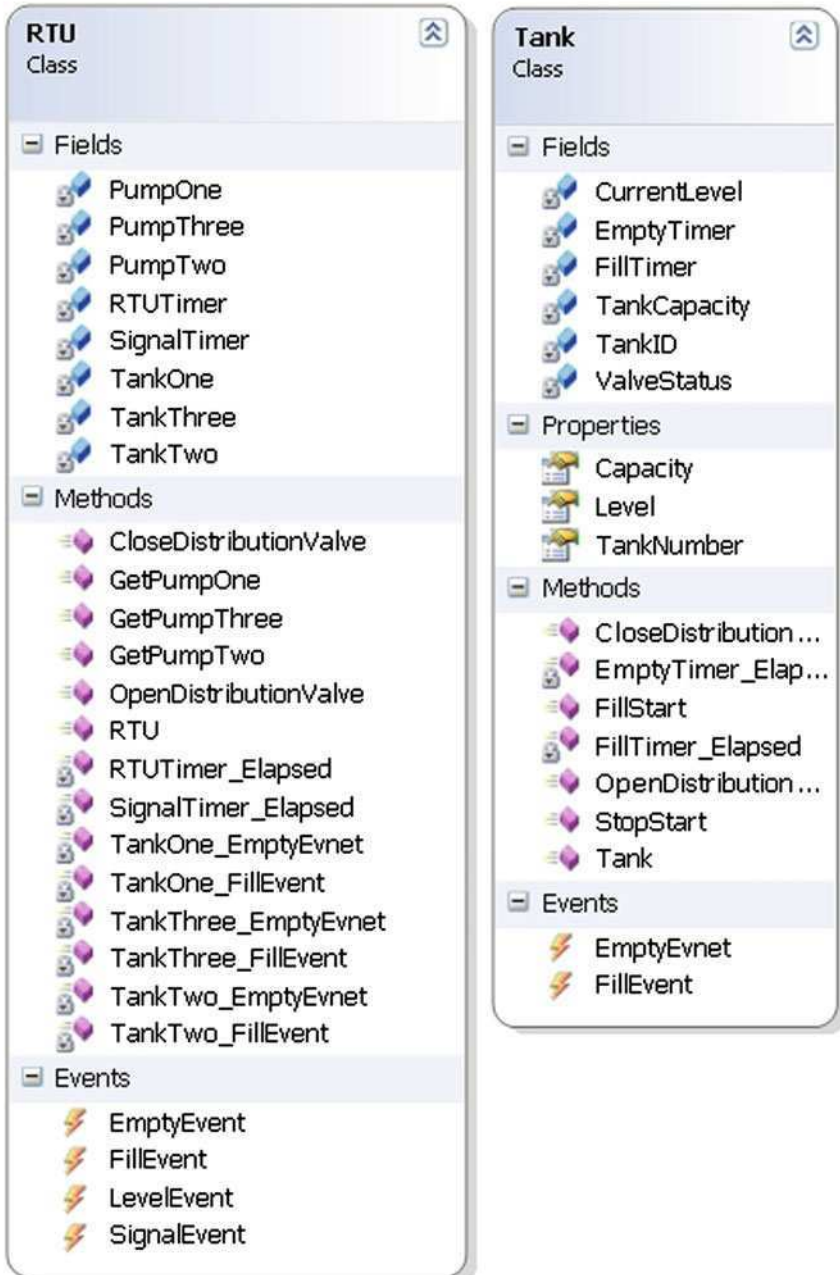 RTU
Class
Fields
PumpOne
PumpThree
PumpTwo
RTUTimer
SignalTimer
TankOne
TankThree
TankTwo
Methods
CloseDistributionValve
GetPumpOne
GetPumpThree
GetPumpTwo
OpenDistributionValve
RTU
RTUTimer_Elapsed
SignalTimer_Elapsed
TankOne_EmptyEvnet
TankOne_FillEvent
TankThree_EmptyEvnet
TankThree_FillEvent
TankTwo_EmptyEvnet
TankTwo_FillEvent
Events
EmptyEvent
FillEvent
LevelEvent
SignalEvent
Tank
Class
Fields
CurrentLevel
EmptyTimer
FillTimer
TankCapacity
TankID
ValveStatus
Properties
Capacity
Level
TankNumber
Methods
CloseDistribution...
EmptyTimer_Elap...
FillStart
FillTimer_Elapsed
OpenDistribution...
StopStart
Tank
Events
EmptyEvnet
FillEvent